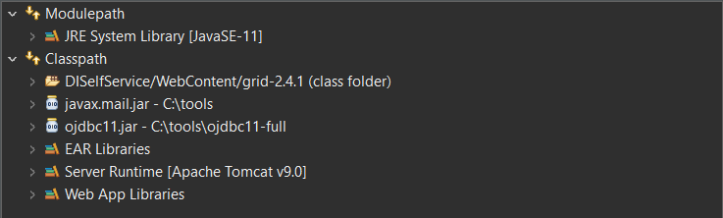 Modulepath
JRE System Library [JavaSE-11]
Classpath
DISelfService/WebContent/grid-2.4.1 (class folder)
javax.mail.jar - C:\tools
ojdbc11.jar - C:\tools\ojdbc11-full
EAR Libraries
Server Runtime [Apache Tomcat v9.0]
Web App Libraries